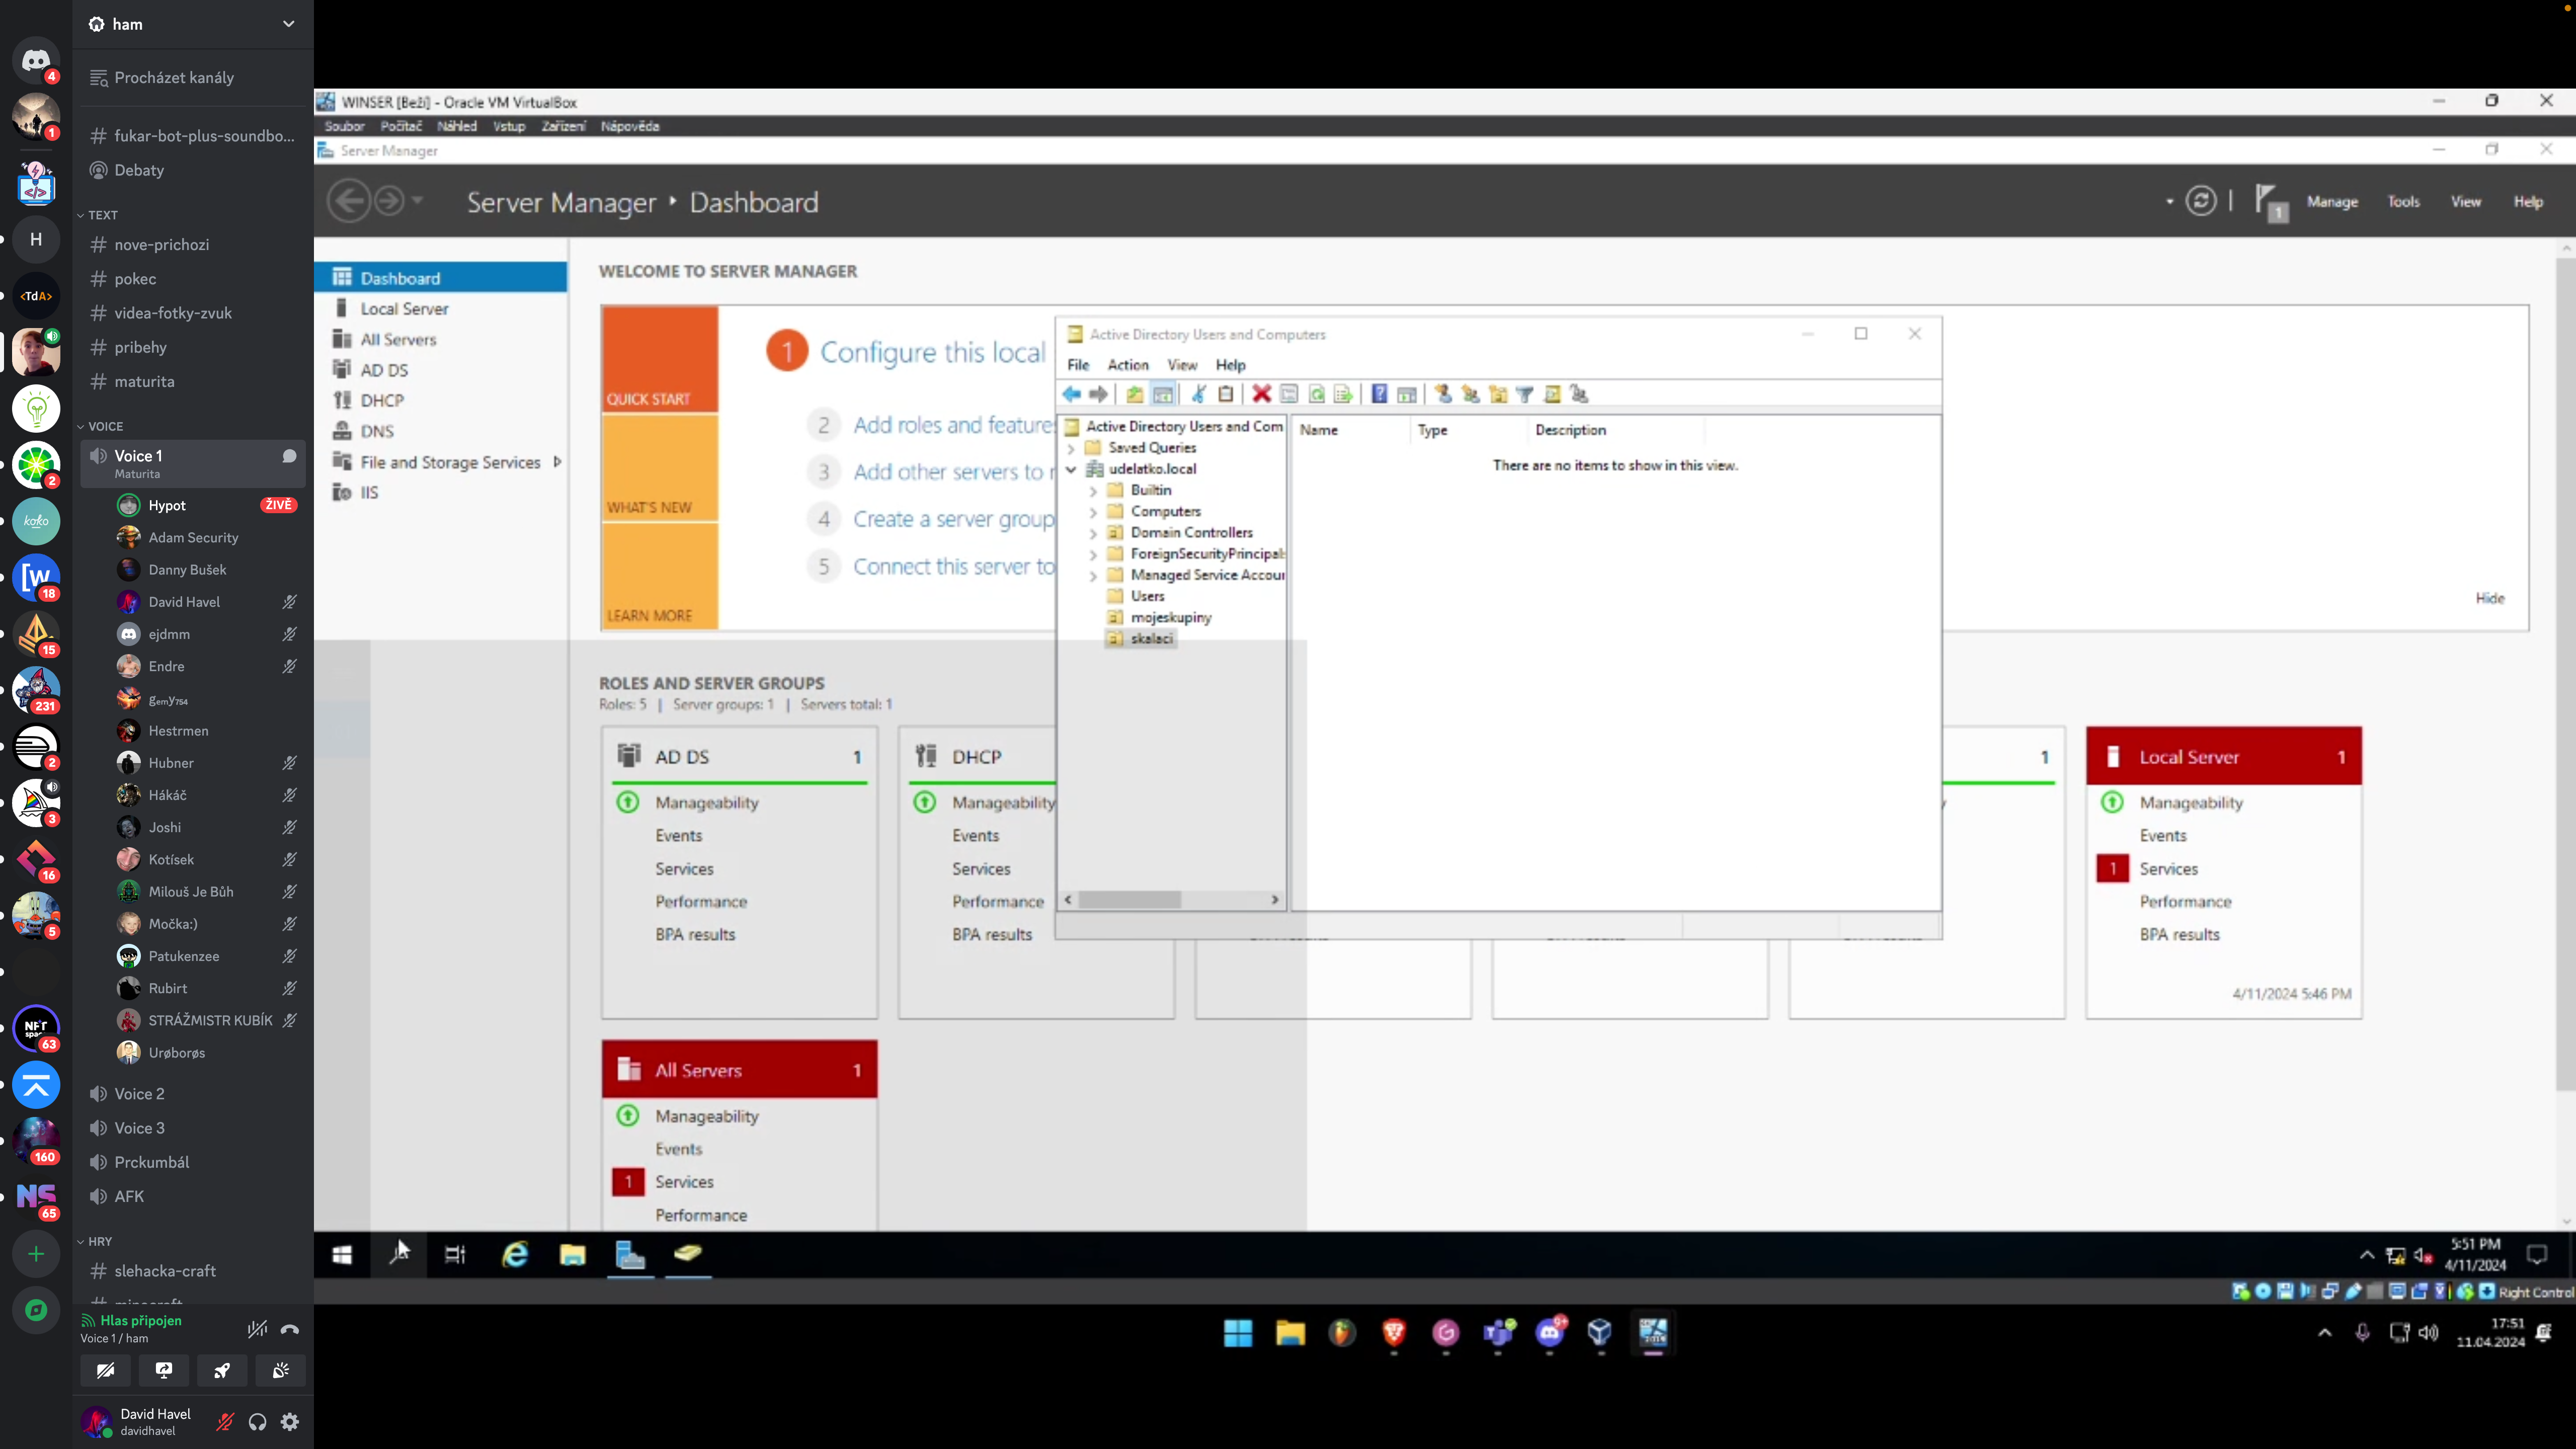 ham
Procházet kanály
fukar-bot-plus-soundbo...
Debaty
TEXT
nove-prichozi
pokec
videa-fotky-zvuk
pribehy
maturita
VOICE
Voice 1
Maturita
Hypot
ŽIVĚ
Adam Security
Danny Bušek
David Havel
ejdmm
Endre
gemy754
Hestrmen
Hubner
Hákáč
Joshi
Kotísek
Milouš Je Bůh
Močka:)
Patukenzee
Rubirt
STRÁŽMISTR KUBÍK
Urøborøs
Voice 2
Voice 3
Prckumbál
AFK
HRY
slehacka-craft
Hlas připojen
Voice 1 / ham
David Havel
davidhavel
4
1
H
<TdA>
2
koko
[w
18
15
231
2
3
16
5
NFT
63
160
NS
65
WINSER [Beží] - Oracle VM VirtualBox
Soubor Počítač Náhled Vstup Zařízení Nápověda
Server Manager
Server Manager • Dashboard
1
Manage Tools View Help
Dashboard
Local Server
All Servers
AD DS
DHCP
DNS
File and Storage Services
IIS
WELCOME TO SERVER MANAGER
QUICK START
WHAT'S NEW
LEARN MORE
1 Configure this local
2 Add roles and feature
3 Add other servers to
4 Create a server group
5 Connect this server to
Hide
Active Directory Users and Computers
File Action View Help
Active Directory Users and Com
Saved Queries
udelatko.local
Builtin
Computers
Domain Controllers
ForeignSecurityPrincipal
Managed Service Accour
Users
mojeskupiny
skalaci
Name Type Description
There are no items to show in this view.
ROLES AND SERVER GROUPS
Roles: 5 | Server groups: 1 | Servers total: 1
AD DS 1
Manageability
Events
Services
Performance
BPA results
DHCP
Manageability
Events
Services
Performance
BPA results
1
Local Server 1
Manageability
Events
1 Services
Performance
BPA results
4/11/2024 5:46 PM
All Servers 1
Manageability
Events
1 Services
Performance
5:51 PM
4/11/2024
Right Control
9+
17:51
11.04.2024